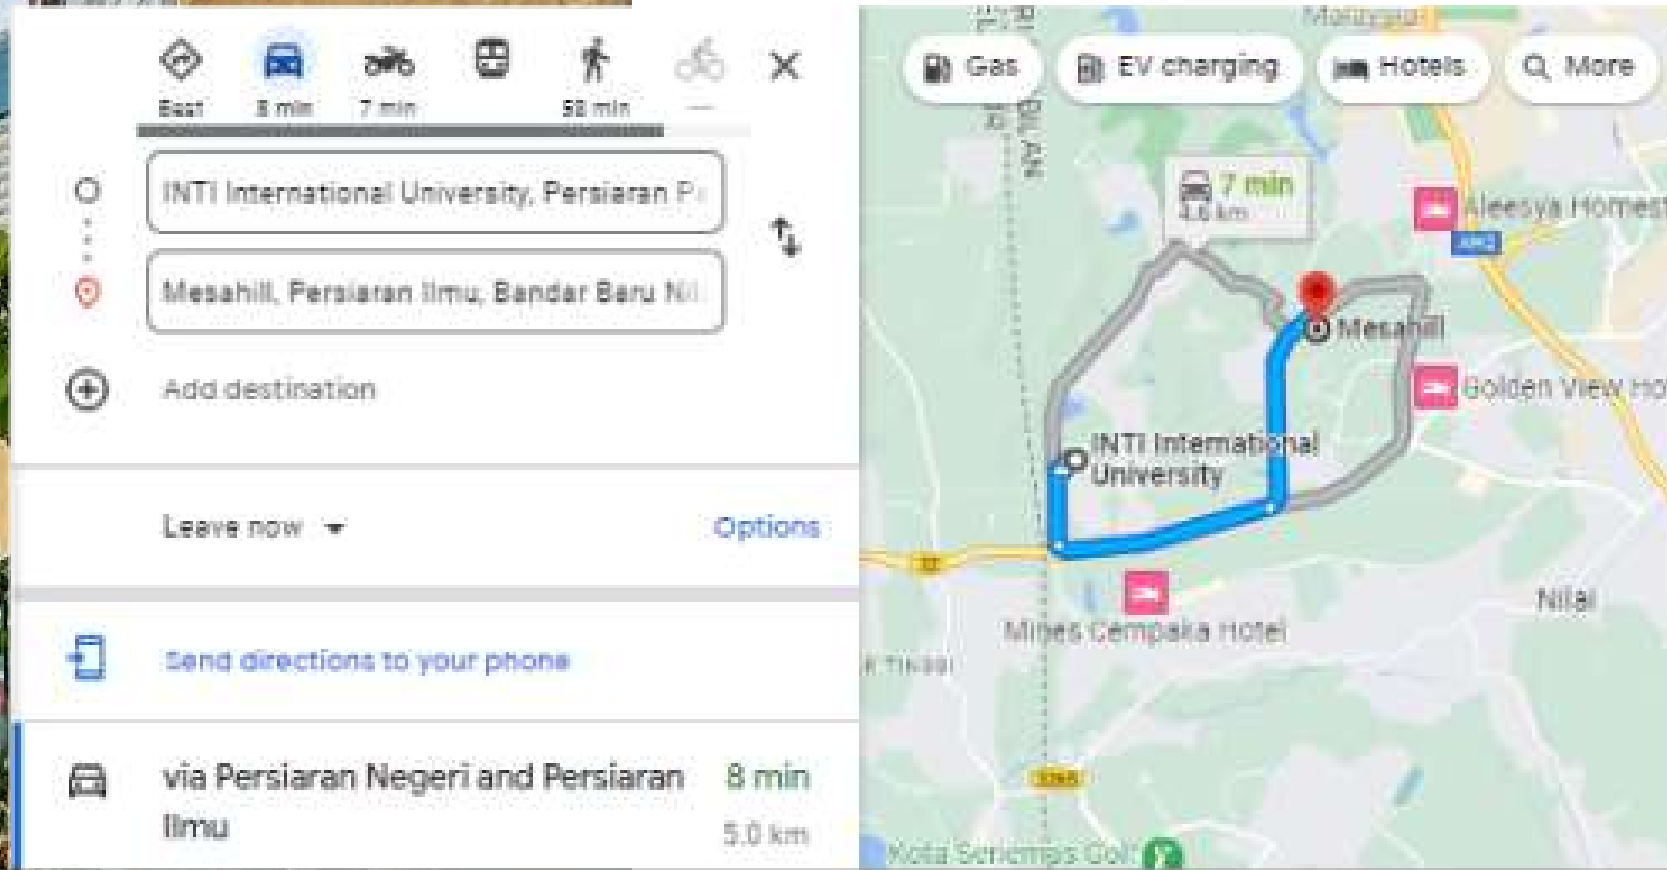 Best
8 min
7 min
58 min
INTI International University, Persiaran
Mesahill, Persiaran Ilmu, Bandar Baru
Add destination
Leave now
Options
Send directions to your phone
via Persiaran Negeri and Persiaran
Ilmu
8 min
5.0 km
Gas
EV charging
Hotels
More
7 min
4.6 km
Aleesya Homest
AH2
Mesahill
Golden View Ho
INTI International
University
Mines Cempaka Hotel
Nilai